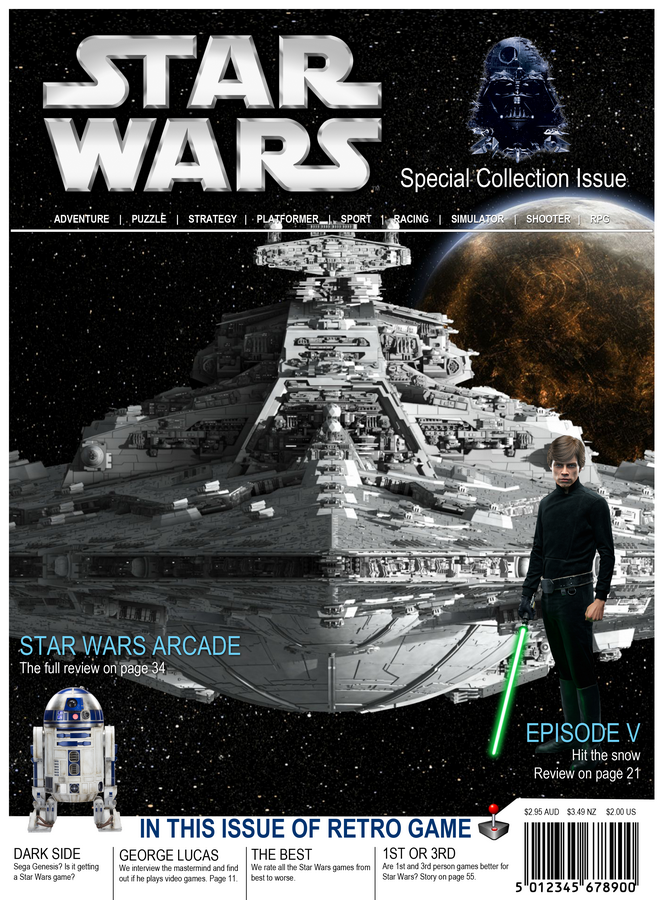 STAR
WARS
Special Collection Issue
ADVENTURE | PUZZLE | STRATEGY | PLATFORMER | SPORT | RACING | SIMULATOR | SHOOTER | RPG
STAR WARS ARCADE
The full review on page 34
EPISODE V
Hit the snow
Review on page 21
IN THIS ISSUE OF RETRO GAME
$2.95 AUD $3.49 NZ $2.00 US
DARK SIDE
Sega Genesis? Is it getting
a Star Wars game?
GEORGE LUCAS
We interview the mastermind and find
out if he plays video games. Page 11.
THE BEST
We rate all the Star Wars games from
best to worse.
1ST OR 3RD
Are 1st and 3rd person games better for
Star Wars? Story on page 55.
5 012345 678900